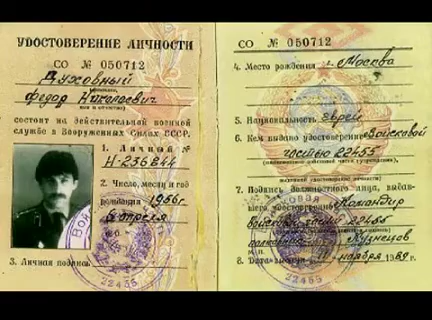 УДОСТОВЕРЕНИЕ ЛИЧНОСТИ
СО № 050712
Духовный
Федор Николаевич
состоит на действительной военной
службе в Вооруженных Силах СССР.
1. Личный №
Н-236844
2. Число, месяц и год
рождения 1956г.
6 апреля
3. Личная подпись
22455
СО № 050712
4. Место рождения г. Москва
5. Национальность еврей
6. Кем выдано удостоверение Войсковой
частью 22455
7. Подпись должностного лица, выдав-
шего удостоверение Командир
войсковой части 22455
Кузнецов
8. Дата выдачи ноября 1989г.
22455